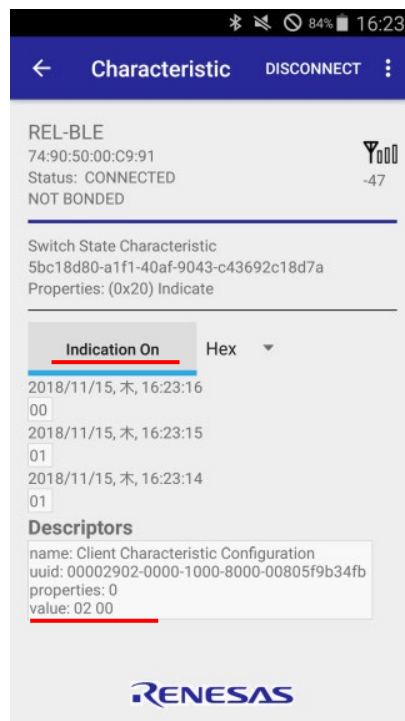 84% 16:23
Characteristic DISCONNECT
REL-BLE
74:90:50:00:C9:91
Status: CONNECTED
-47
NOT BONDED
Switch State Characteristic
5bc18d80-a1f1-40af-9043-c43692c18d7a
Properties: (0x20) Indicate
Indication On Hex
2018/11/15, 木, 16:23:16
00
2018/11/15, 木, 16:23:15
01
2018/11/15, 木, 16:23:14
01
Descriptors
name: Client Characteristic Configuration
uuid: 00002902-0000-1000-8000-00805f9b34fb
properties: 0
value: 02 00
RENESAS